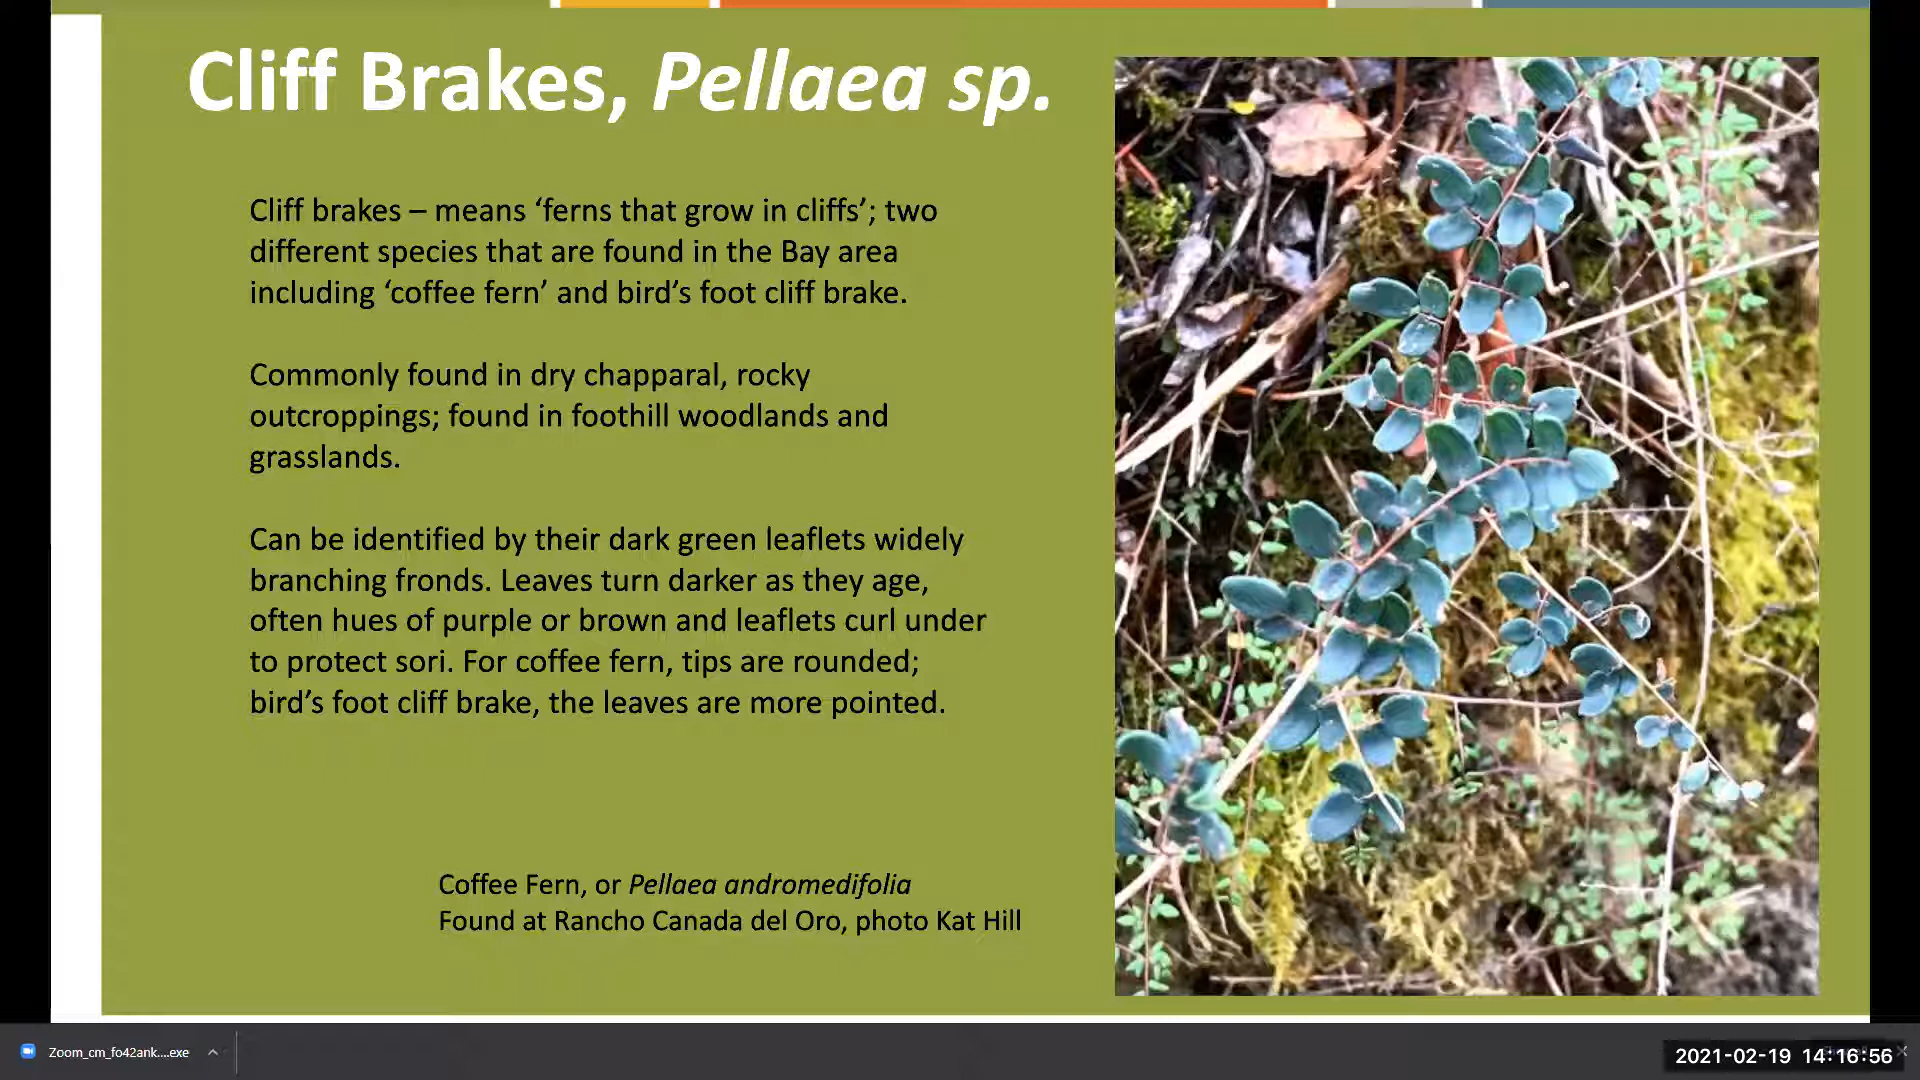 Cliff Brakes, Pellaea sp.
Cliff brakes – means ‘ferns that grow in cliffs’; two
different species that are found in the Bay area
including ‘coffee fern’ and bird’s foot cliff brake.
Commonly found in dry chapparal, rocky
outcroppings; found in foothill woodlands and
grasslands.
Can be identified by their dark green leaflets widely
branching fronds. Leaves turn darker as they age,
often hues of purple or brown and leaflets curl under
to protect sori. For coffee fern, tips are rounded;
bird’s foot cliff brake, the leaves are more pointed.
Coffee Fern, or Pellaea andromedifolia
Found at Rancho Canada del Oro, photo Kat Hill
Zoom_cm_fo42ank....exe
2021-02-19 14:16:56